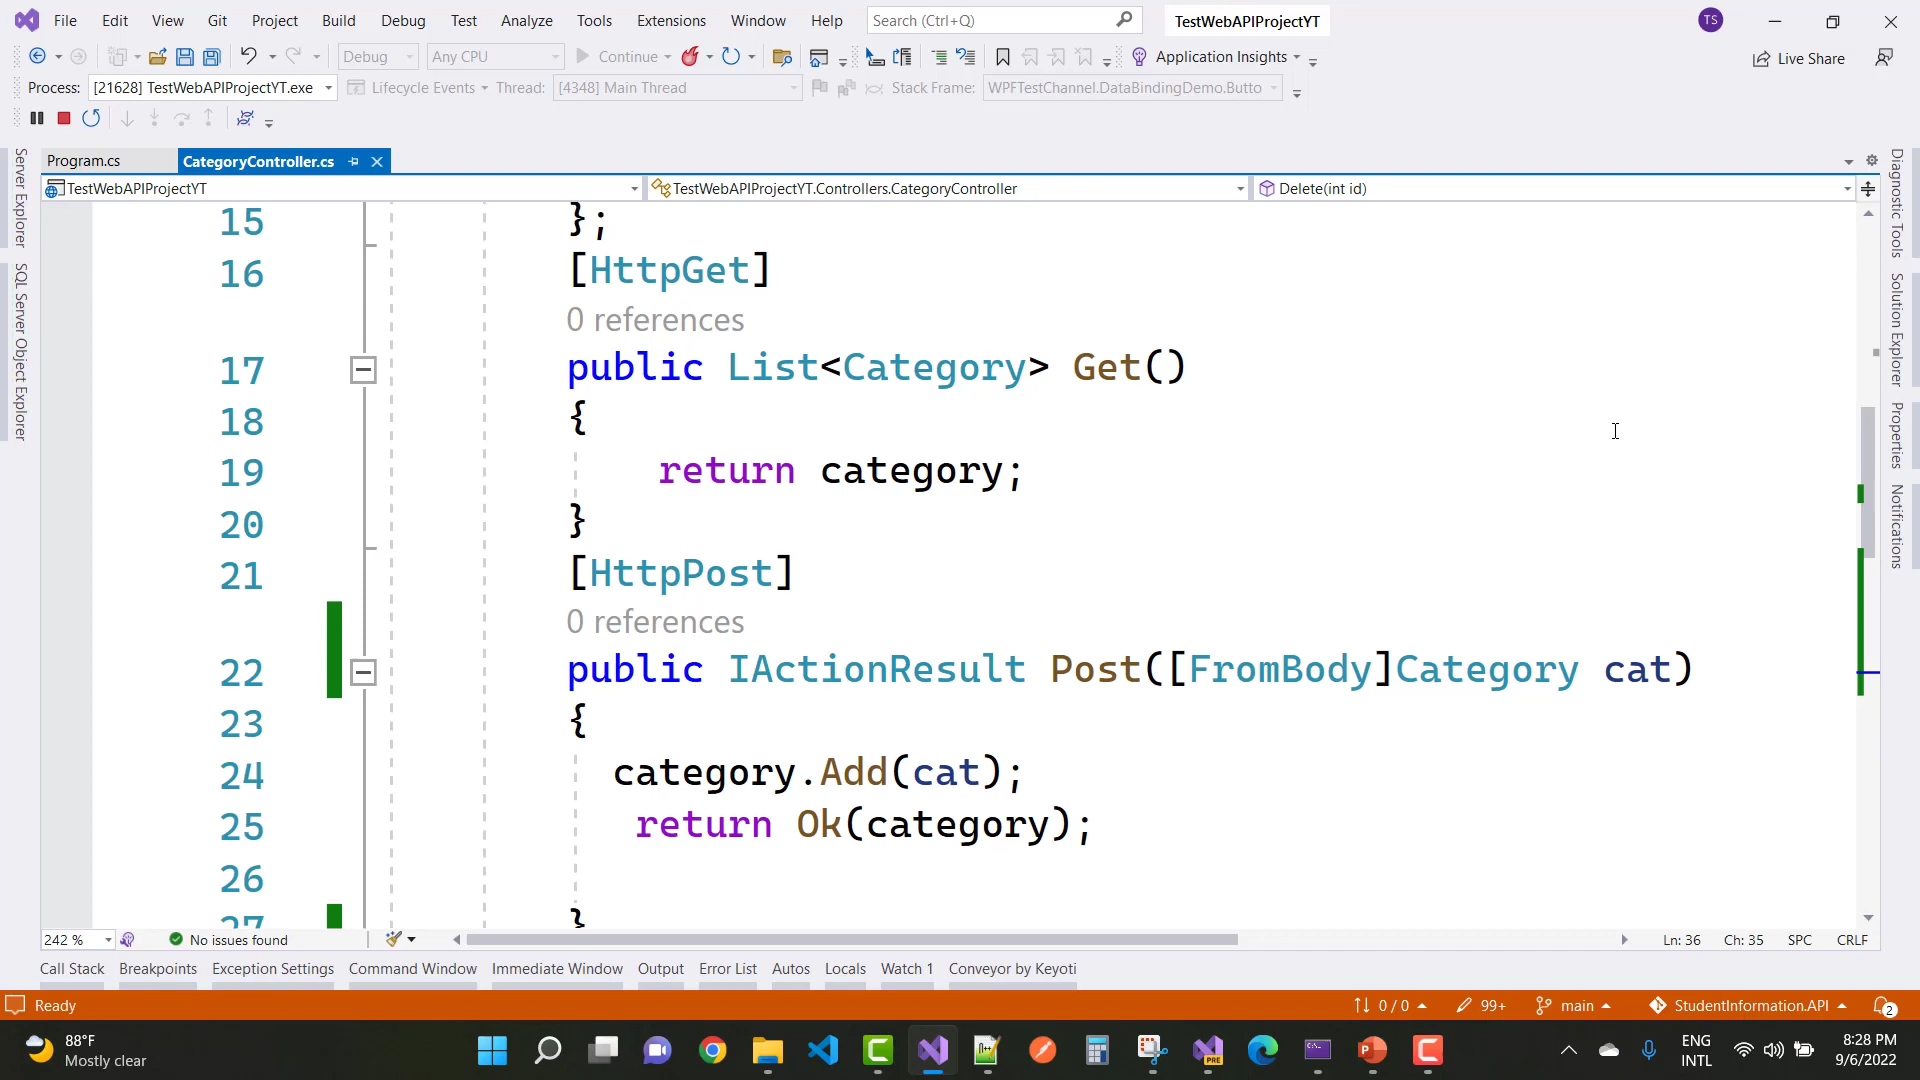 File Edit View Git Project Build Debug Test Analyze Tools Extensions Window Help Search (Ctrl+Q) TestWebAPIProjectYT TS
Debug Any CPU Continue Application Insights Live Share
Process: [21628] TestWebAPIProjectYT.exe Lifecycle Events Thread: [4348] Main Thread Stack Frame: WPFTestChannel.DataBindingDemo.Butto
Program.cs CategoryController.cs
TestWebAPIProjectYT TestWebAPIProjectYT.Controllers.CategoryController Delete(int id)
Server Explorer
SQL Server Object Explorer
Diagnostic Tools
Solution Explorer
Properties
Notifications
15 };
16 [HttpGet]
0 references
17 public List<Category> Get()
18 {
19 return category;
20 }
21 [HttpPost]
0 references
22 public IActionResult Post([FromBody]Category cat)
23 {
24 category.Add(cat);
25 return Ok(category);
26
27 }
242 % No issues found Ln: 36 Ch: 35 SPC CRLF
Call Stack Breakpoints Exception Settings Command Window Immediate Window Output Error List Autos Locals Watch 1 Conveyor by Keyoti
Ready 0 / 0 99+ main StudentInformation.API 2
88°F
Mostly clear
PRE
ENG
INTL
8:28 PM
9/6/2022